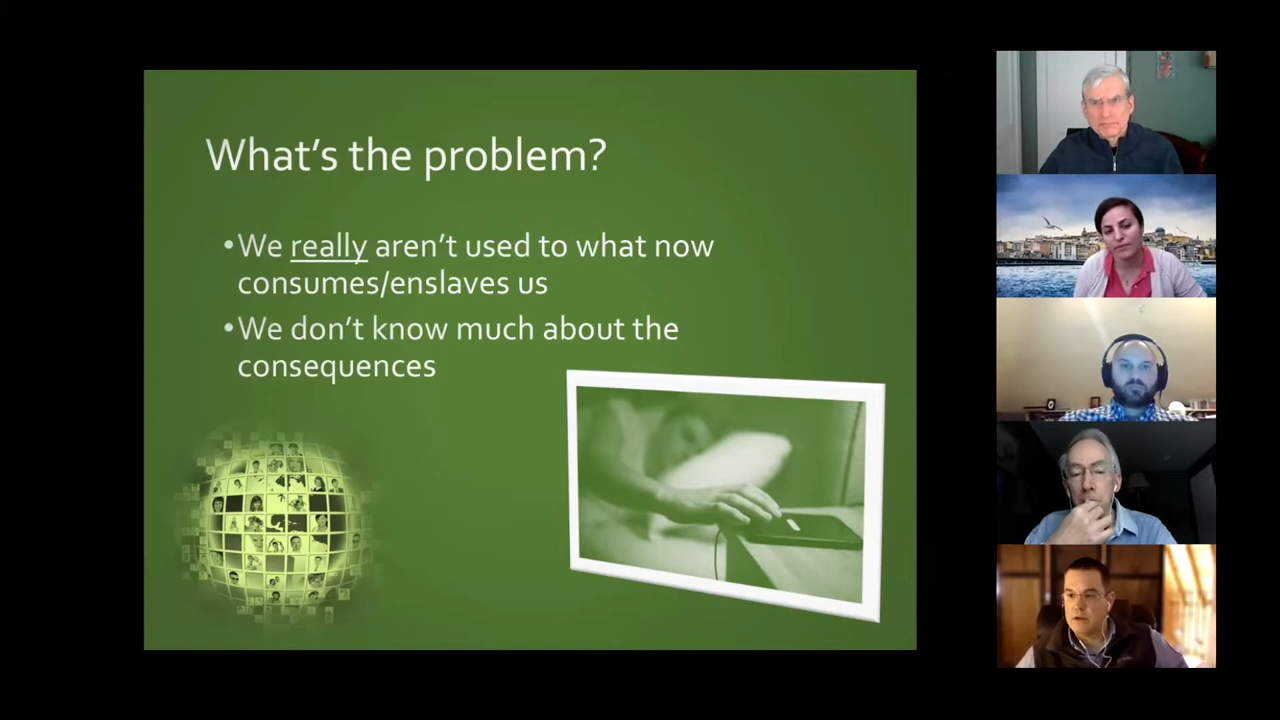 What's the problem?
•We really aren't used to what now
consumes/enslaves us
•We don't know much about the
consequences